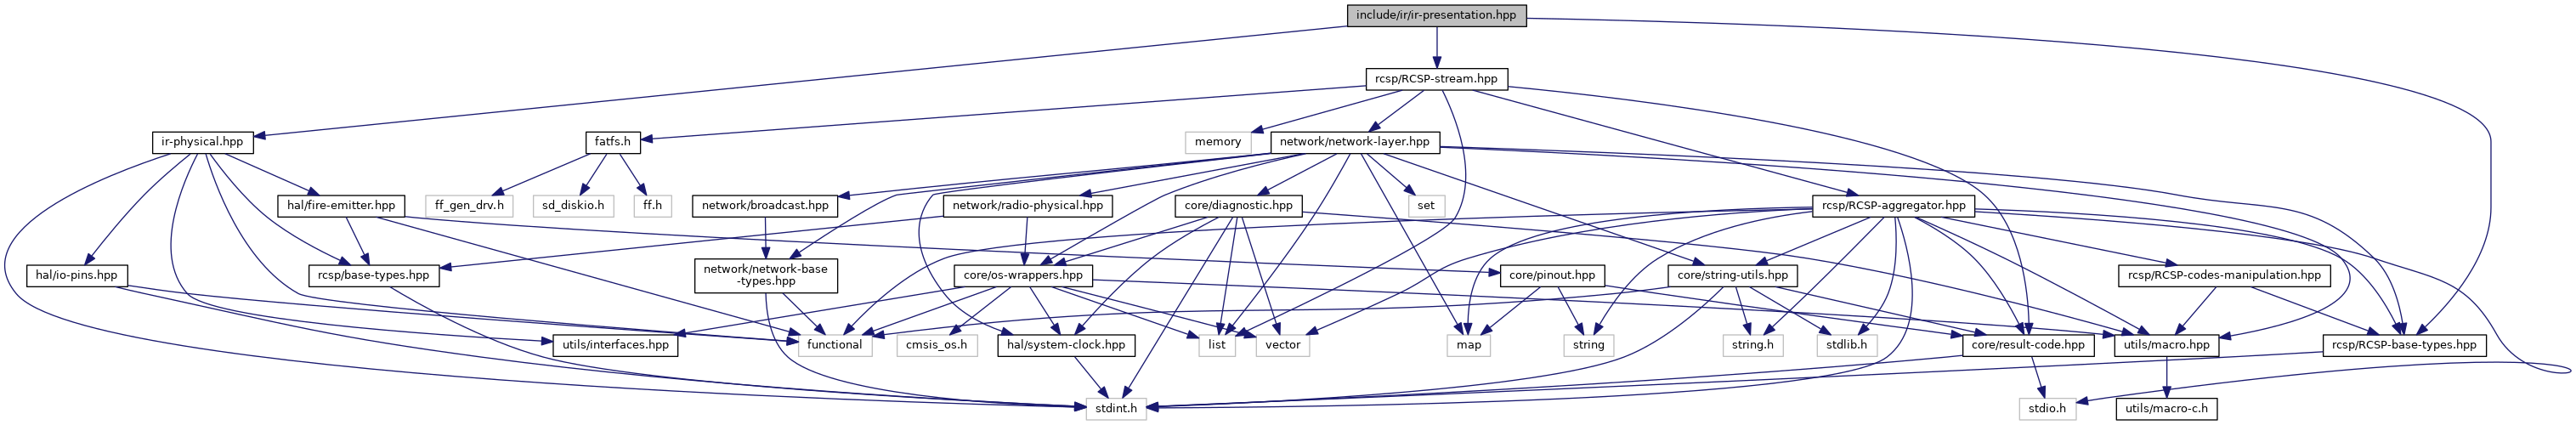 include/ir/ir-presentation.hpp
rcsp/RCSP-stream.hpp
ir-physical.hpp
fatfs.h
memory
network/network-layer.hpp
ff_gen_drv.h
sd_diskio.h
ff.h
hal/fire-emitter.hpp
network/broadcast.hpp
network/radio-physical.hpp
core/diagnostic.hpp
set
rcsp/RCSP-aggregator.hpp
hal/io-pins.hpp
rcsp/base-types.hpp
network/network-base
-types.hpp
core/os-wrappers.hpp
core/pinout.hpp
core/string-utils.hpp
rcsp/RCSP-codes-manipulation.hpp
utils/interfaces.hpp
functional
cmsis_os.h
hal/system-clock.hpp
list
vector
map
string
string.h
stdlib.h
core/result-code.hpp
utils/macro.hpp
rcsp/RCSP-base-types.hpp
stdint.h
stdio.h
utils/macro-c.h